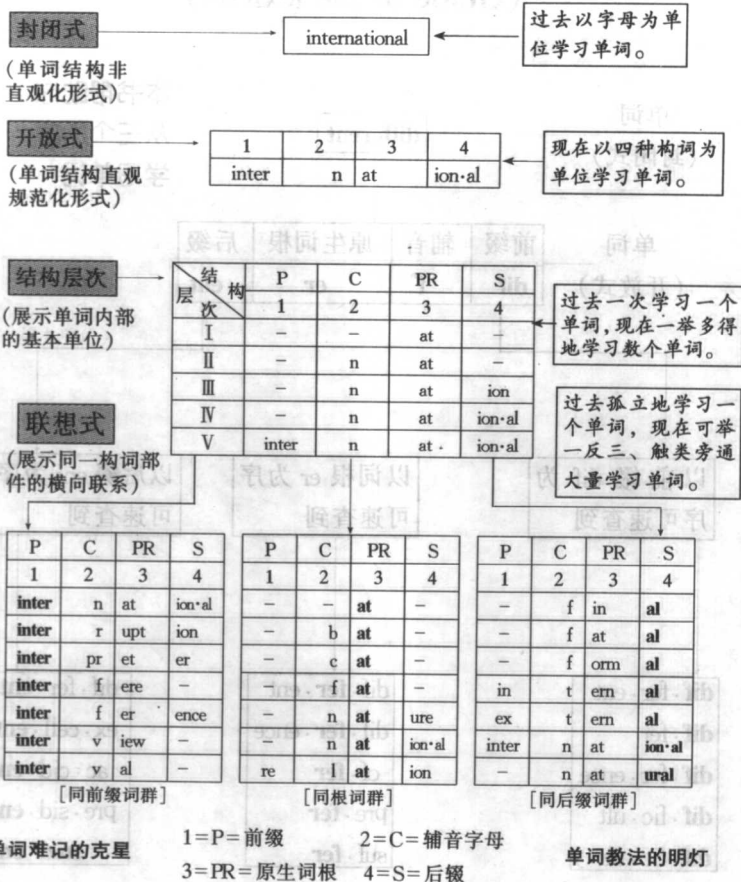 封闭式
international
过去以字母为单
位学习单词。
(单词结构非
直观化形式)
开放式
1 2 3 4
inter n at ion·al
现在以四种构词为
单位学习单词。
(单词结构直观
规范化形式)
结构层次
结构
层次
P C PR S
1 2 3 4
Ⅰ – – at –
Ⅱ – n at –
Ⅲ – n at ion
Ⅳ – n at ion·al
Ⅴ inter n at ion·al
(展示单词内部
的基本单位)
过去一次学习一个
单词,现在一举多得
地学习数个单词。
联想式
(展示同一构词部
件的横向联系)
过去孤立地学习一
个单词，现在可举
一反三、触类旁通
大量学习单词。
P C PR S
1 2 3 4
inter n at ion·al
inter r upt ion
inter pr et er
inter f ere –
inter f er ence
inter v iew –
inter v al –
[同前缀词群]
P C PR S
1 2 3 4
– – at –
– b at –
– c at –
– f at –
– n at ure
– n at ion·al
re l at ion
[同根词群]
P C PR S
1 2 3 4
– f in al
– f at al
– f orm al
in t ern al
ex t ern al
inter n at ion·al
– n at ural
[同后缀词群]
单词难记的克星
1=P=前缀 2=C=辅音字母
3=PR=原生词根 4=S=后辍
单词教法的明灯